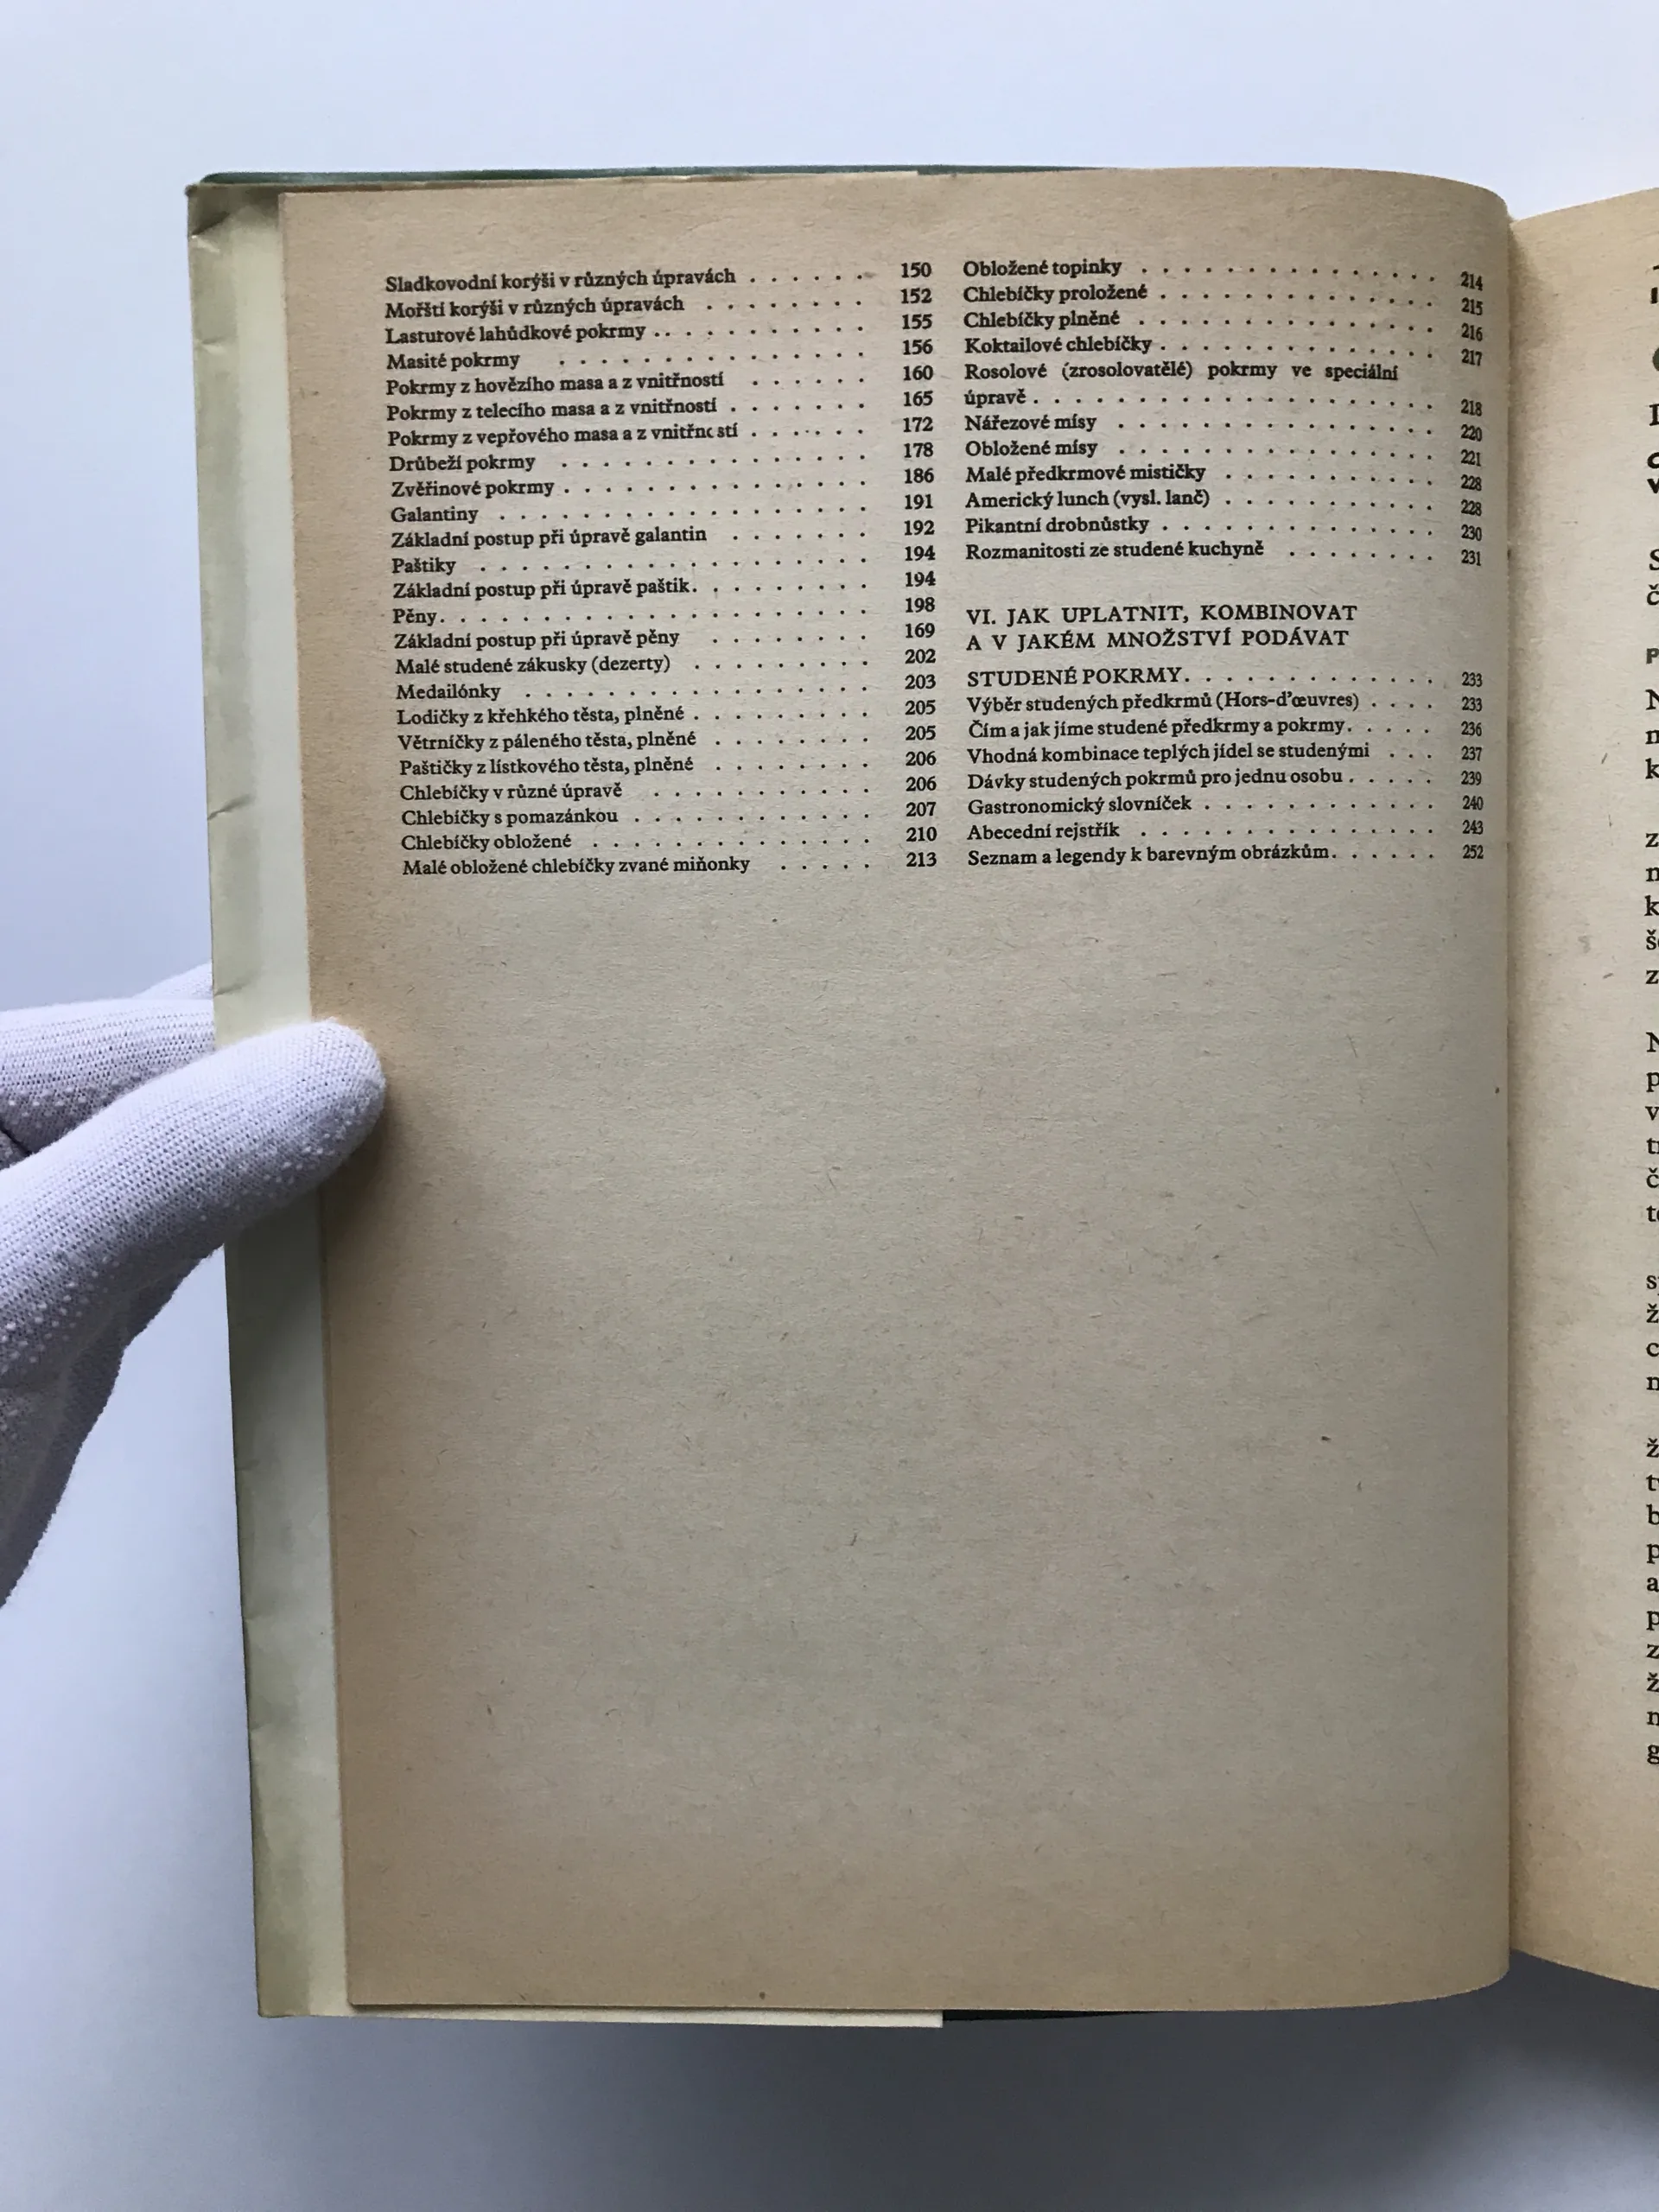 Sladkovodní korýši v různých úpravách . . . . . . 150
Mořští korýši v různých úpravách . . . . . . . . 152
Lasturové lahůdkové pokrmy . . . . . . . . . . 155
Masité pokrmy . . . . . . . . . . . . . . 156
Pokrmy z hovězího masa a z vnitřností . . . . . . 160
Pokrmy z telecího masa a z vnitřností . . . . . . . 165
Pokrmy z vepřového masa a z vnitřností . . . . . . 172
Drůbeží pokrmy . . . . . . . . . . . . . . 178
Zvěřinové pokrmy . . . . . . . . . . . . . . 186
Galantiny . . . . . . . . . . . . . . . . . 191
Základní postup při úpravě galantin . . . . . . . 192
Paštiky . . . . . . . . . . . . . . . . . . 194
Základní postup při úpravě paštik. . . . . . . . . 194
Pěny. . . . . . . . . . . . . . . . . . . . 198
Základní postup při úpravě pěny . . . . . . . . 169
Malé studené zákusky (dezerty) . . . . . . . . . 202
Medailónky . . . . . . . . . . . . . . . . 203
Lodičky z křehkého těsta, plněné . . . . . . . . . 205
Větrníčky z páleného těsta, plněné . . . . . . . . 205
Paštičky z lístkového těsta, plněné . . . . . . . . 206
Chlebíčky v různé úpravě . . . . . . . . . . . 206
Chlebíčky s pomazánkou . . . . . . . . . . . . 207
Chlebíčky obložené . . . . . . . . . . . . . . 210
Malé obložené chlebíčky zvané miňonky . . . . . 213
Obložené topinky . . . . . . . . . . . . . . . 214
Chlebíčky proložené . . . . . . . . . . . . . . 215
Chlebíčky plněné . . . . . . . . . . . . . . . 216
Koktailové chlebíčky . . . . . . . . . . . . . . 217
Rosolové (zrosolovatělé) pokrmy ve speciální
úpravě . . . . . . . . . . . . . . . . . . . . 218
Nářezové mísy . . . . . . . . . . . . . . . . 220
Obložené mísy . . . . . . . . . . . . . . . . 221
Malé předkrmové mističky . . . . . . . . . . . 228
Americký lunch (vysl. lanč) . . . . . . . . . . . 228
Pikantní drobnůstky . . . . . . . . . . . . . . 230
Rozmanitosti ze studené kuchyně . . . . . . . . 231
VI. JAK UPLATNIT, KOMBINOVAT
A V JAKÉM MNOŽSTVÍ PODÁVAT
STUDENÉ POKRMY. . . . . . . . . . . . . 233
Výběr studených předkrmů (Hors-d'œuvres) . . . . 233
Čím a jak jíme studené předkrmy a pokrmy. . . . . 236
Vhodná kombinace teplých jídel se studenými . . . 237
Dávky studených pokrmů pro jednu osobu . . . . . 239
Gastronomický slovníček . . . . . . . . . . . . 240
Abecední rejstřík . . . . . . . . . . . . . . . 243
Seznam a legendy k barevným obrázkům. . . . . . 252